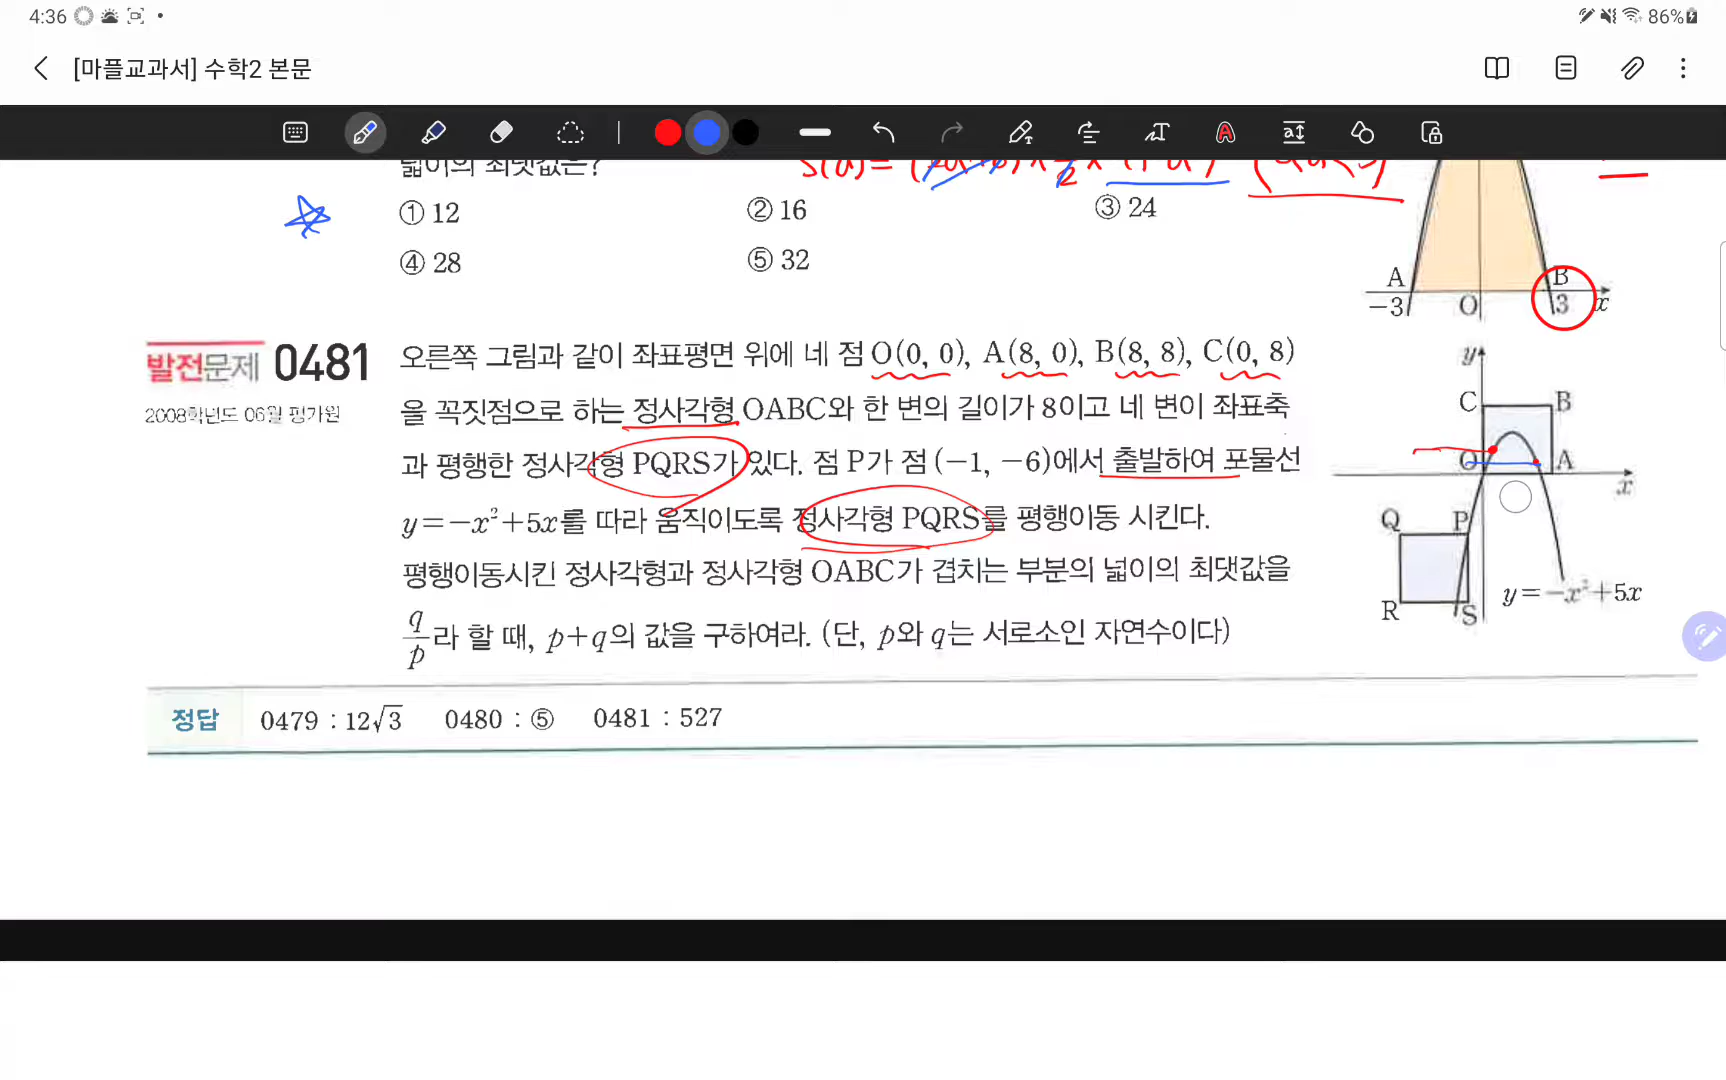 4:36
86%
[마플교과서] 수학2 본문
넓이의 최댓값은?
① 12 ② 16 ③ 24
④ 28 ⑤ 32
A B
-3 O 3 x
발전문제 0481
2008학년도 06월 평가원
오른쪽 그림과 같이 좌표평면 위에 네 점 O(0, 0), A(8, 0), B(8, 8), C(0, 8)
을 꼭짓점으로 하는 정사각형 OABC와 한 변의 길이가 8이고 네 변이 좌표축
과 평행한 정사각형 PQRS가 있다. 점 P가 점 (-1, -6)에서 출발하여 포물선
y=-x²+5x를 따라 움직이도록 정사각형 PQRS를 평행이동 시킨다.
평행이동시킨 정사각형과 정사각형 OABC가 겹치는 부분의 넓이의 최댓값을
q/p라 할 때, p+q의 값을 구하여라. (단, p와 q는 서로소인 자연수이다)
y
C B
O A
x
Q P
R S
y=-x²+5x
정답 0479 : 12√3 0480 : ⑤ 0481 : 527